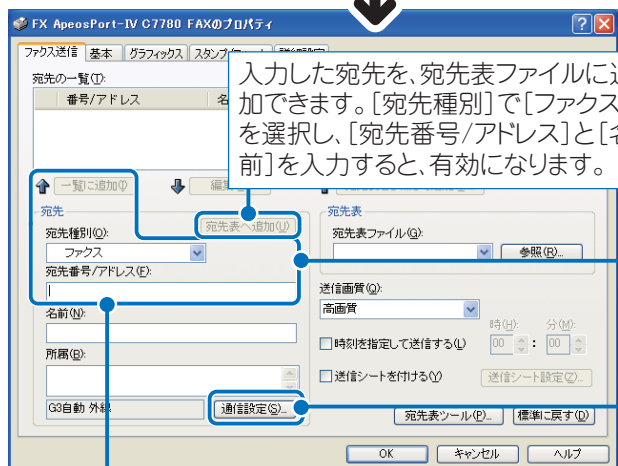 FX ApeosPort-IV C7780 FAXのプロパティ
ファクス送信 基本 グラフィックス
宛先の一覧(T):
番号/アドレス
入力した宛先を、宛先表ファイルに
加できます。[宛先種別]で[ファクス
を選択し、[宛先番号/アドレス]と[
前]を入力すると、有効になります。
一覧に追加(I)
宛先
宛先表へ追加(U)
宛先種別(O):
ファクス
宛先番号/アドレス(F):
名前(N):
所属(B):
G3自動 外線
通信設定(S)...
宛先表
宛先表ファイル(G):
参照(R)...
送信画質(Q):
高画質
時(H): 分(M):
時刻を指定して送信する(L) 00 : 00
送信シートを付ける(Y) 送信シート設定(Z)...
宛先表ツール(P)... 標準に戻す(D)
OK キャンセル ヘルプ